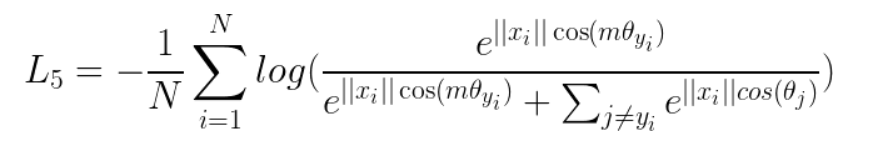 L_5 = -\frac{1}{N} \sum_{i=1}^{N} log(\frac{e^{||x_i|| \cos(m\theta_{y_i})}}{e^{||x_i|| \cos(m\theta_{y_i})} + \sum_{j \neq y_i} e^{||x_i|| cos(\theta_j)}})